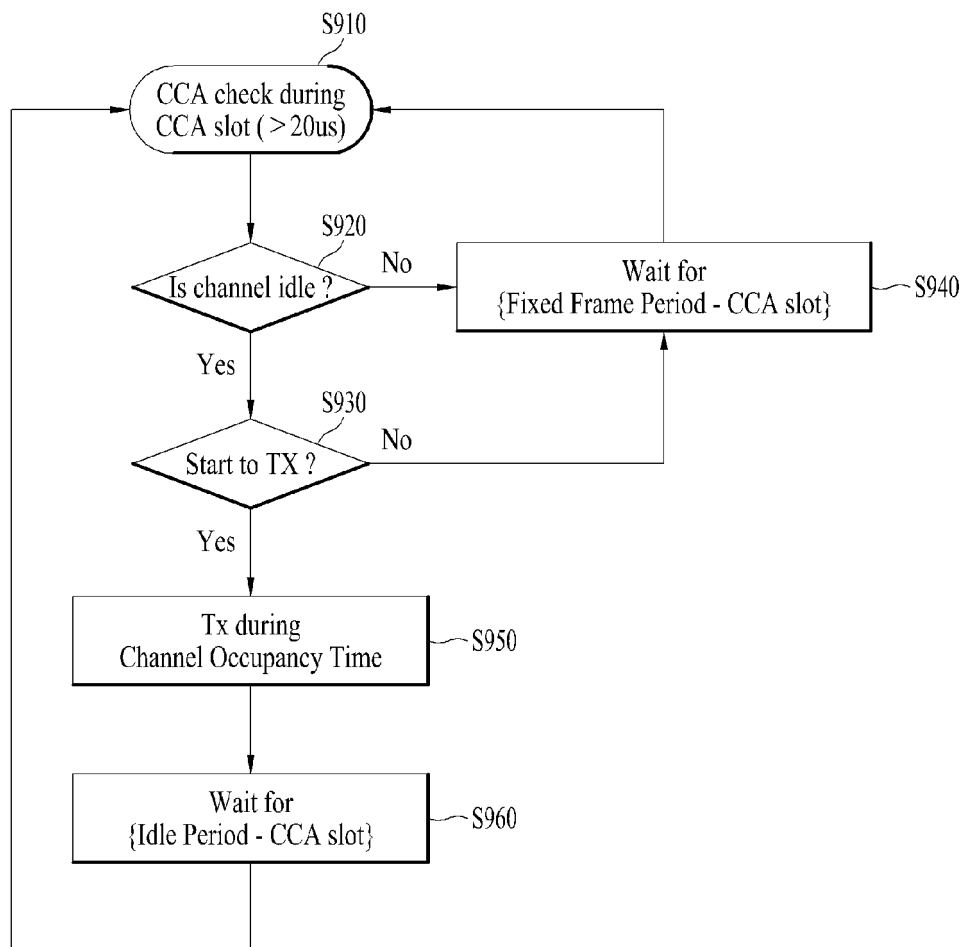 S910
CCA check during
CCA slot ( > 20us)
S920
Is channel idle ?
No
Wait for
{Fixed Frame Period - CCA slot}
S940
Yes
S930
Start to TX ?
No
Yes
Tx during
Channel Occupancy Time
S950
Wait for
{Idle Period - CCA slot}
S960